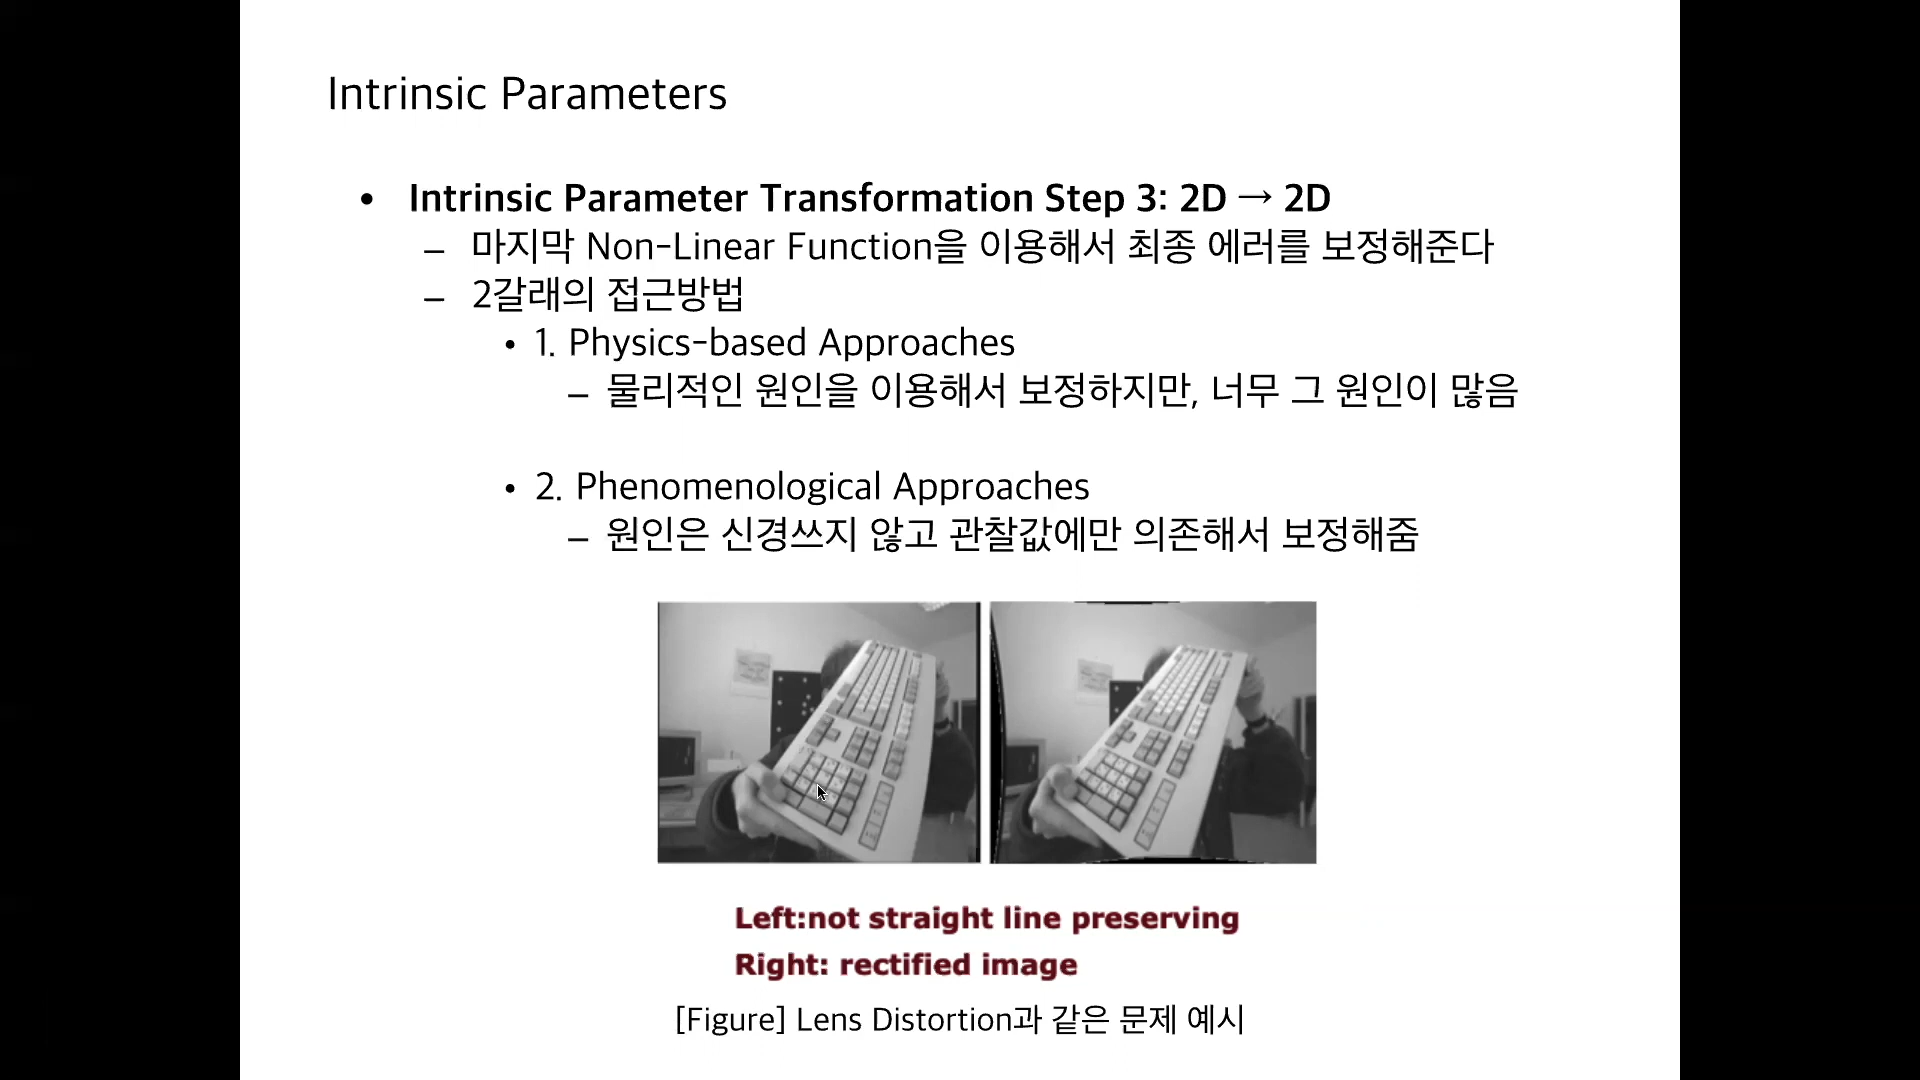 Intrinsic Parameters
• Intrinsic Parameter Transformation Step 3: 2D → 2D
– 마지막 Non-Linear Function을 이용해서 최종 에러를 보정해준다
– 2갈래의 접근방법
• 1. Physics-based Approaches
– 물리적인 원인을 이용해서 보정하지만, 너무 그 원인이 많음
• 2. Phenomenological Approaches
– 원인은 신경쓰지 않고 관찰값에만 의존해서 보정해줌
Left:not straight line preserving
Right: rectified image
[Figure] Lens Distortion과 같은 문제 예시